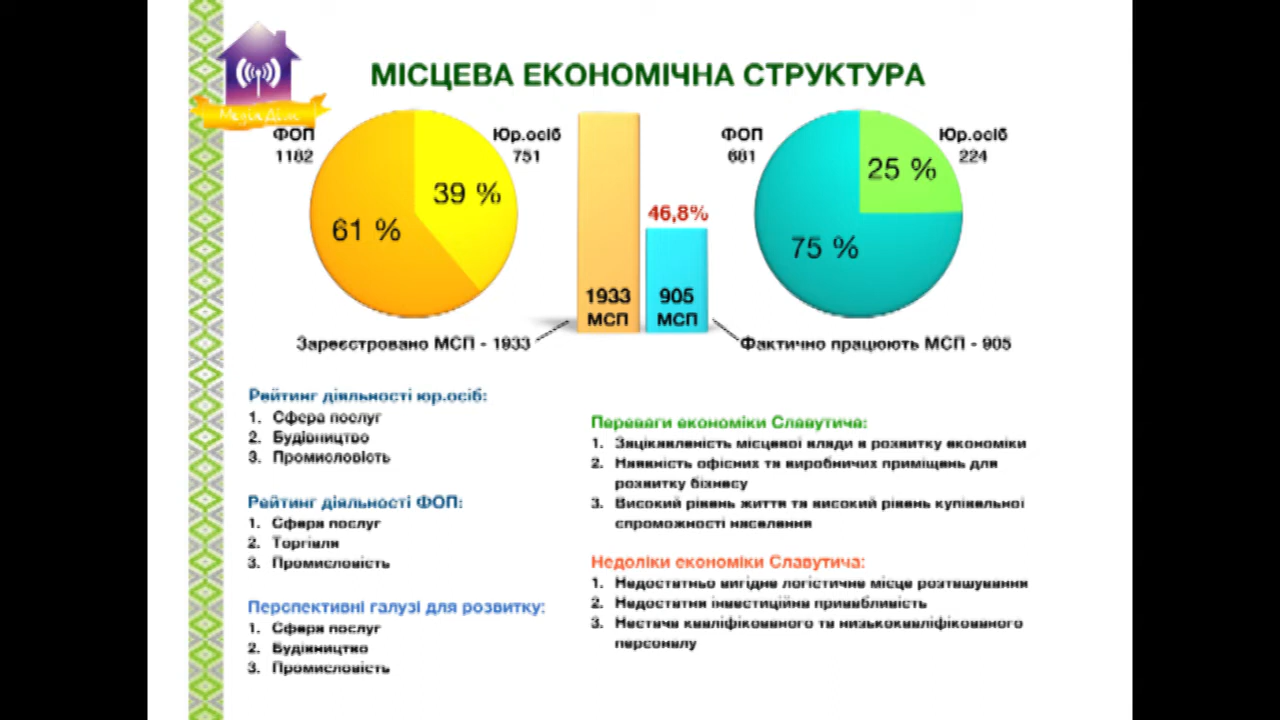 Медіа Дім
МІСЦЕВА ЕКОНОМІЧНА СТРУКТУРА
ФОП
1182
Юр.осіб
751
39 %
61 %
1933
МСП
46,8%
905
МСП
ФОП
681
Юр.осіб
224
25 %
75 %
Зареєстровано МСП - 1933
Фактично працюють МСП - 905
Рейтинг діяльності юр.осіб:
1. Сфера послуг
2. Будівництво
3. Промисловість
Рейтинг діяльності ФОП:
1. Сфера послуг
2. Торгівля
3. Промисловість
Перспективні галузі для розвитку:
1. Сфера послуг
2. Будівництво
3. Промисловість
Переваги економіки Славутича:
1. Зацікавленість місцевої влади в розвитку економіки
2. Наявність офісних та виробничих приміщень для
розвитку бізнесу
3. Високий рівень життя та високий рівень купівельної
спроможності населення
Недоліки економіки Славутича:
1. Недостатньо вигідне логістичне місце розташування
2. Недостатня інвестиційна привабливість
3. Нестача кваліфікованого та низькокваліфікованого
персоналу